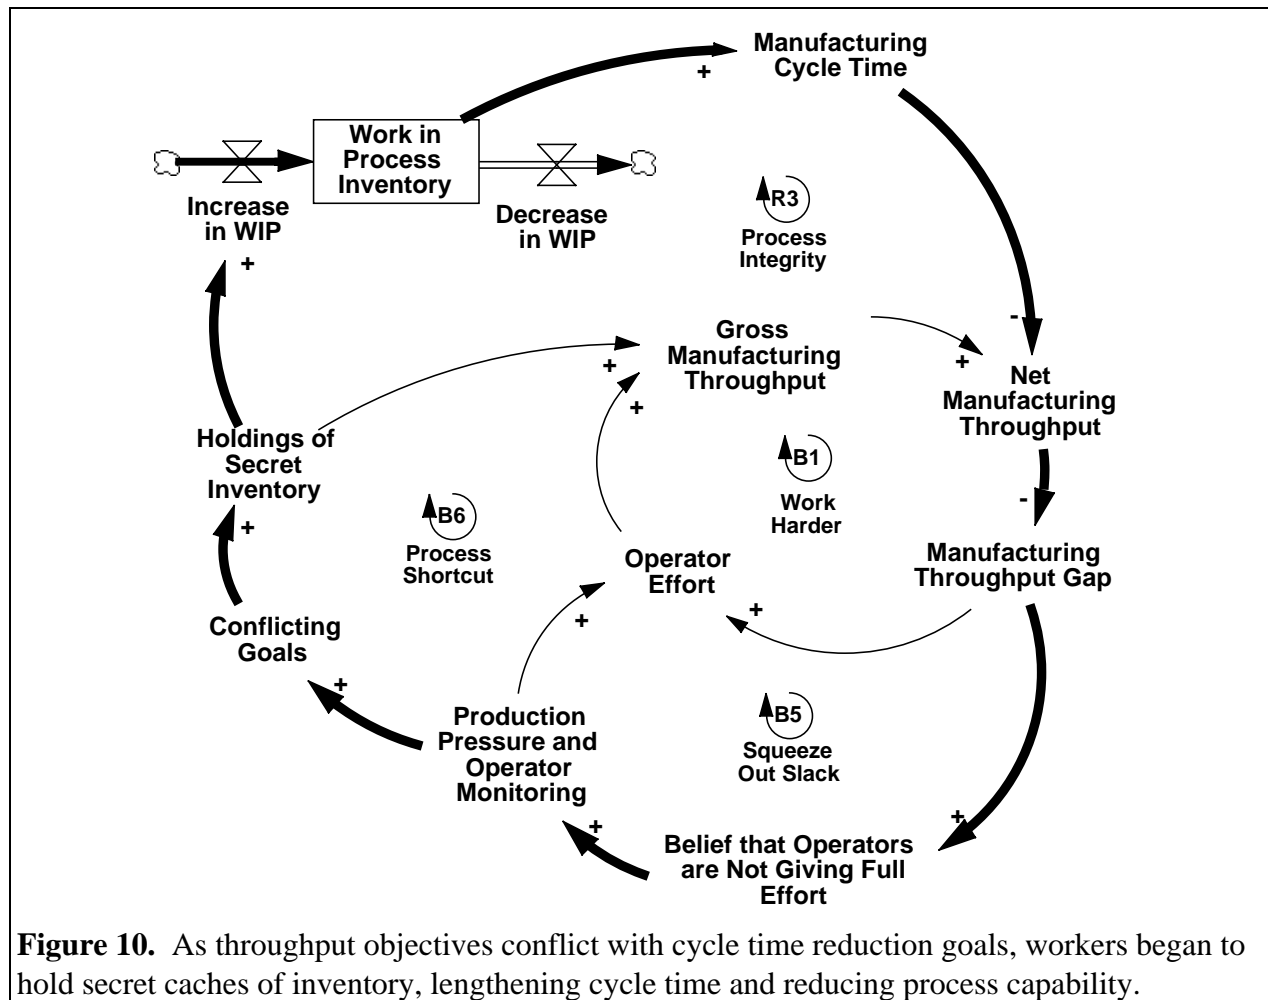 Manufacturing
Cycle Time
+
Work in
Process
Inventory
Increase
in WIP
+
Decrease
in WIP
R3
Process
Integrity
-
Gross
Manufacturing
Throughput
+
+
+
Net
Manufacturing
Throughput
-
Holdings of
Secret
Inventory
+
B1
Work
Harder
B6
Process
Shortcut
Operator
Effort
+
+
Manufacturing
Throughput Gap
Conflicting
Goals
+
Production
Pressure and
Operator
Monitoring
+
B5
Squeeze
Out Slack
+
Belief that Operators
are Not Giving Full
Effort
Figure 10. As throughput objectives conflict with cycle time reduction goals, workers began to
hold secret caches of inventory, lengthening cycle time and reducing process capability.